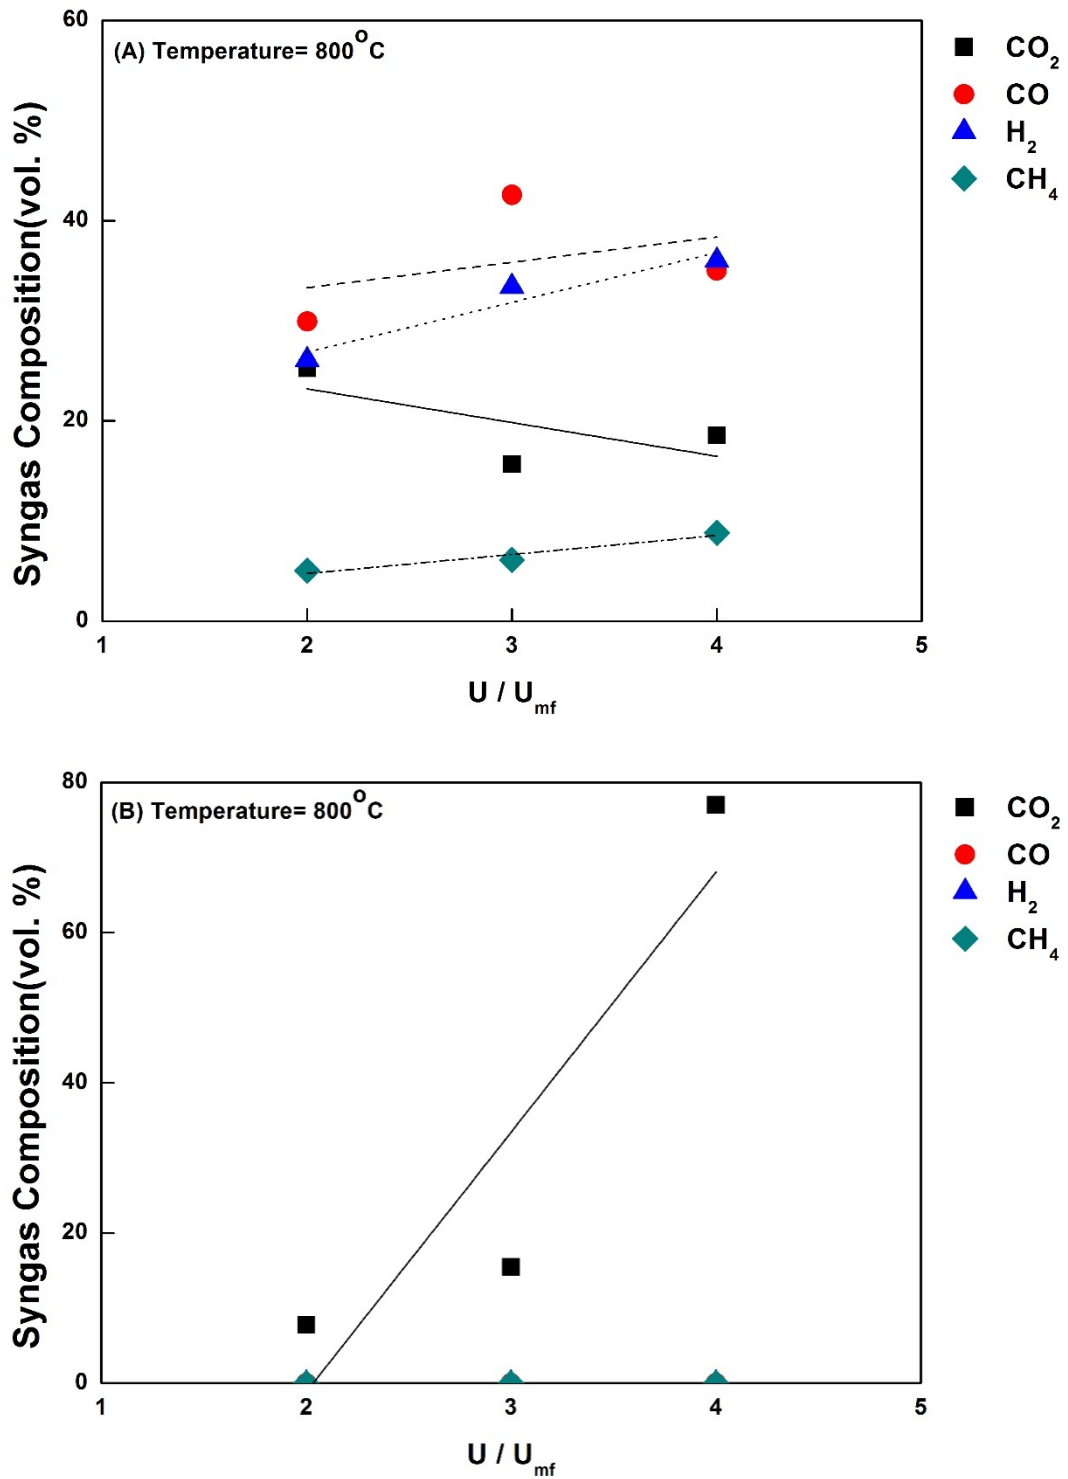 (A) Temperature= 800°C
Syngas Composition(vol. %)
60
40
20
0
1 2 3 4 5
U / Umf
CO2
CO
H2
CH4
(B) Temperature= 800°C
Syngas Composition(vol. %)
80
60
40
20
0
1 2 3 4 5
U / Umf
CO2
CO
H2
CH4